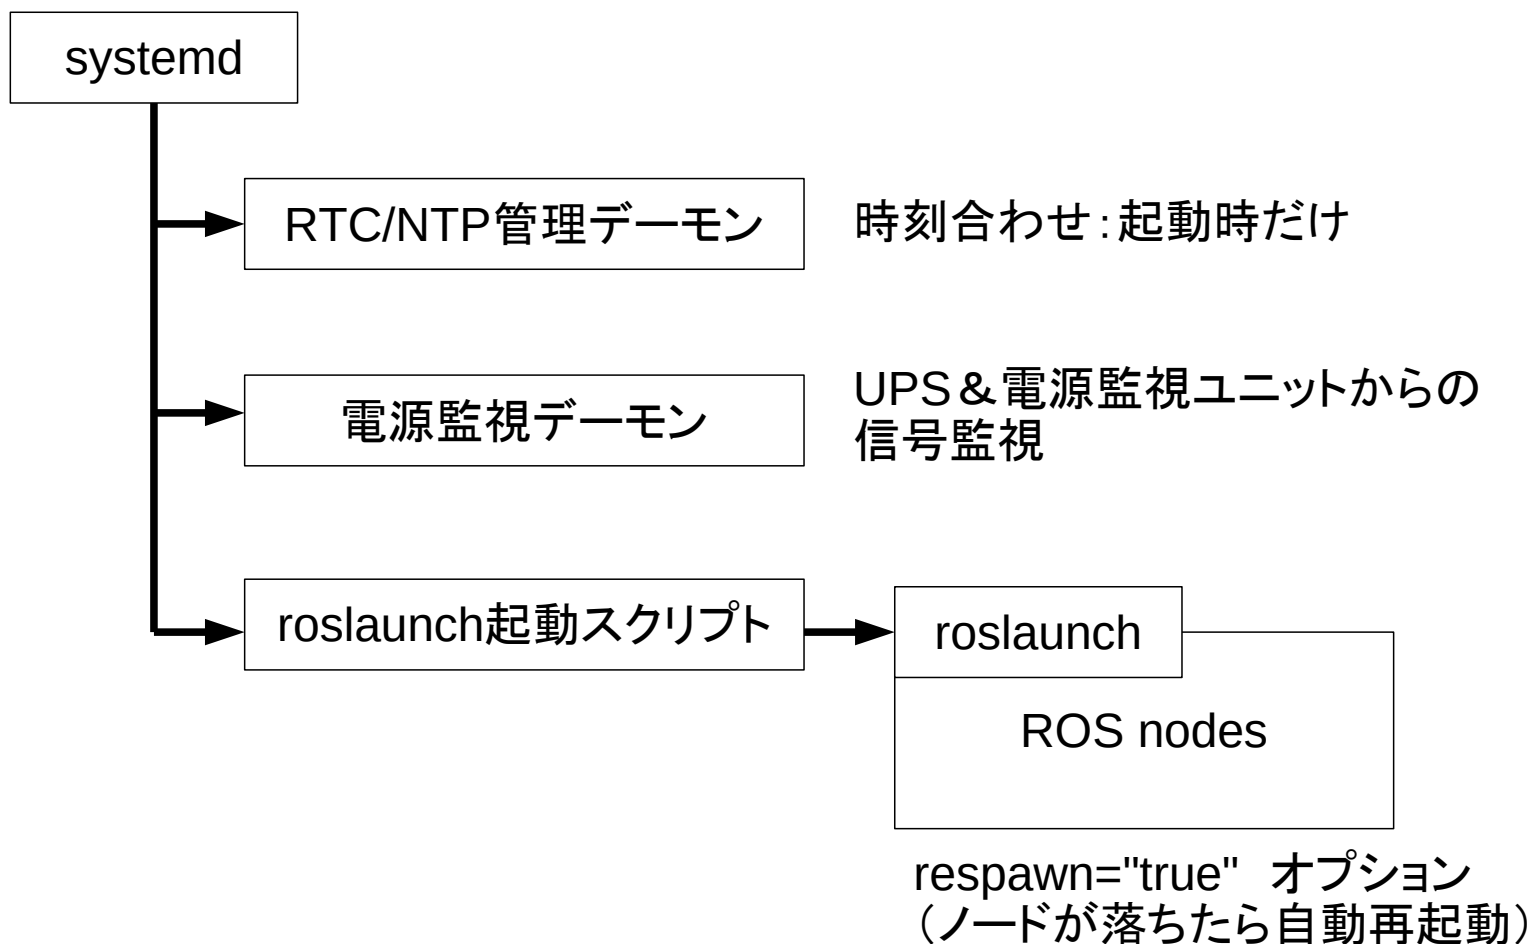 systemd
RTC/NTP管理デーモン
時刻合わせ：起動時だけ
電源監視デーモン
UPS＆電源監視ユニットからの
信号監視
roslaunch起動スクリプト
roslaunch
ROS nodes
respawn="true"　オプション
（ノードが落ちたら自動再起動）